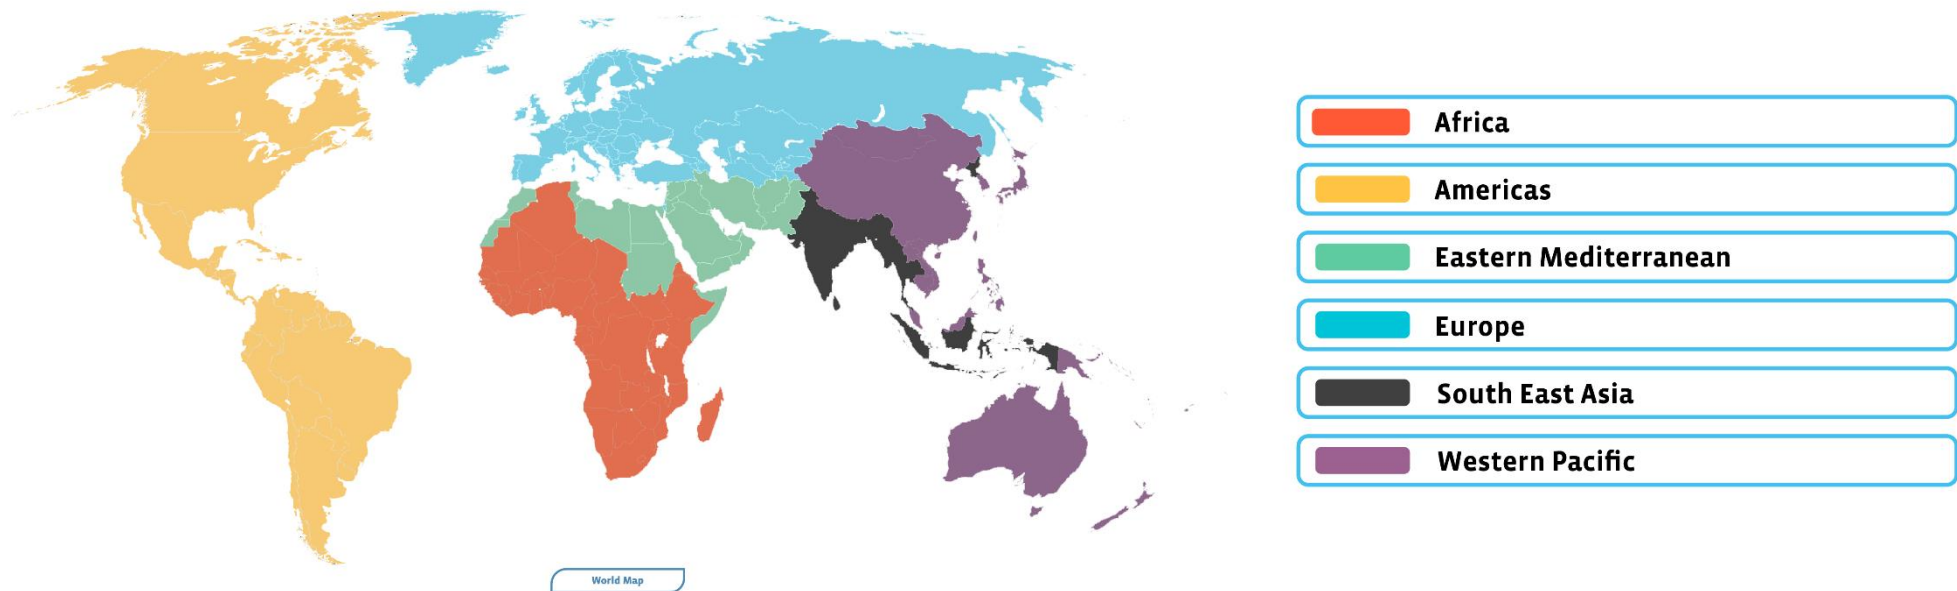 Africa
Americas
Eastern Mediterranean
Europe
South East Asia
Western Pacific
World Map